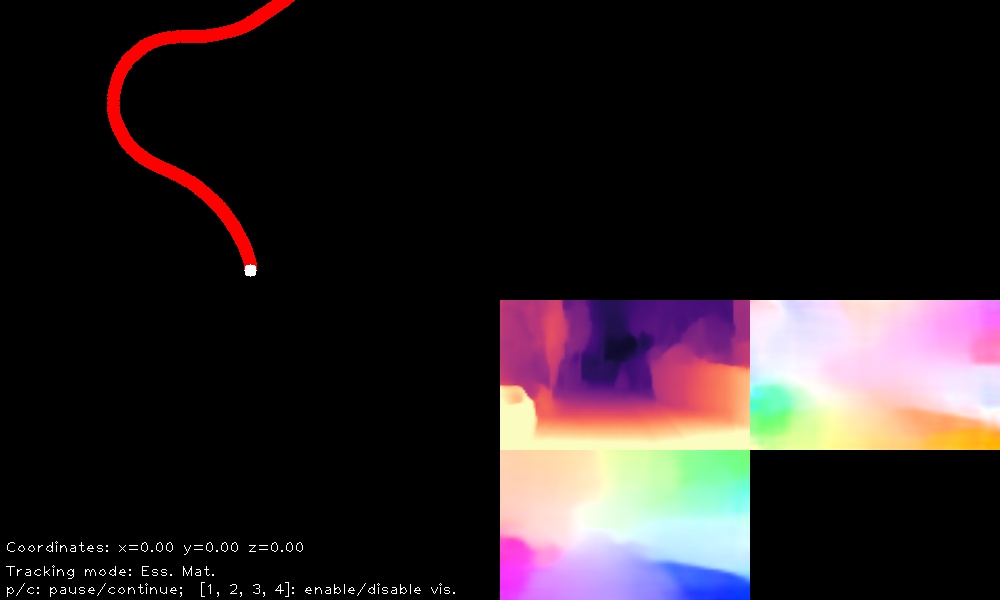 Coordinates: x=0.00 y=0.00 z=0.00
Tracking mode: Ess. Mat.
p/c: pause/continue; [1, 2, 3, 4]: enable/disable vis.